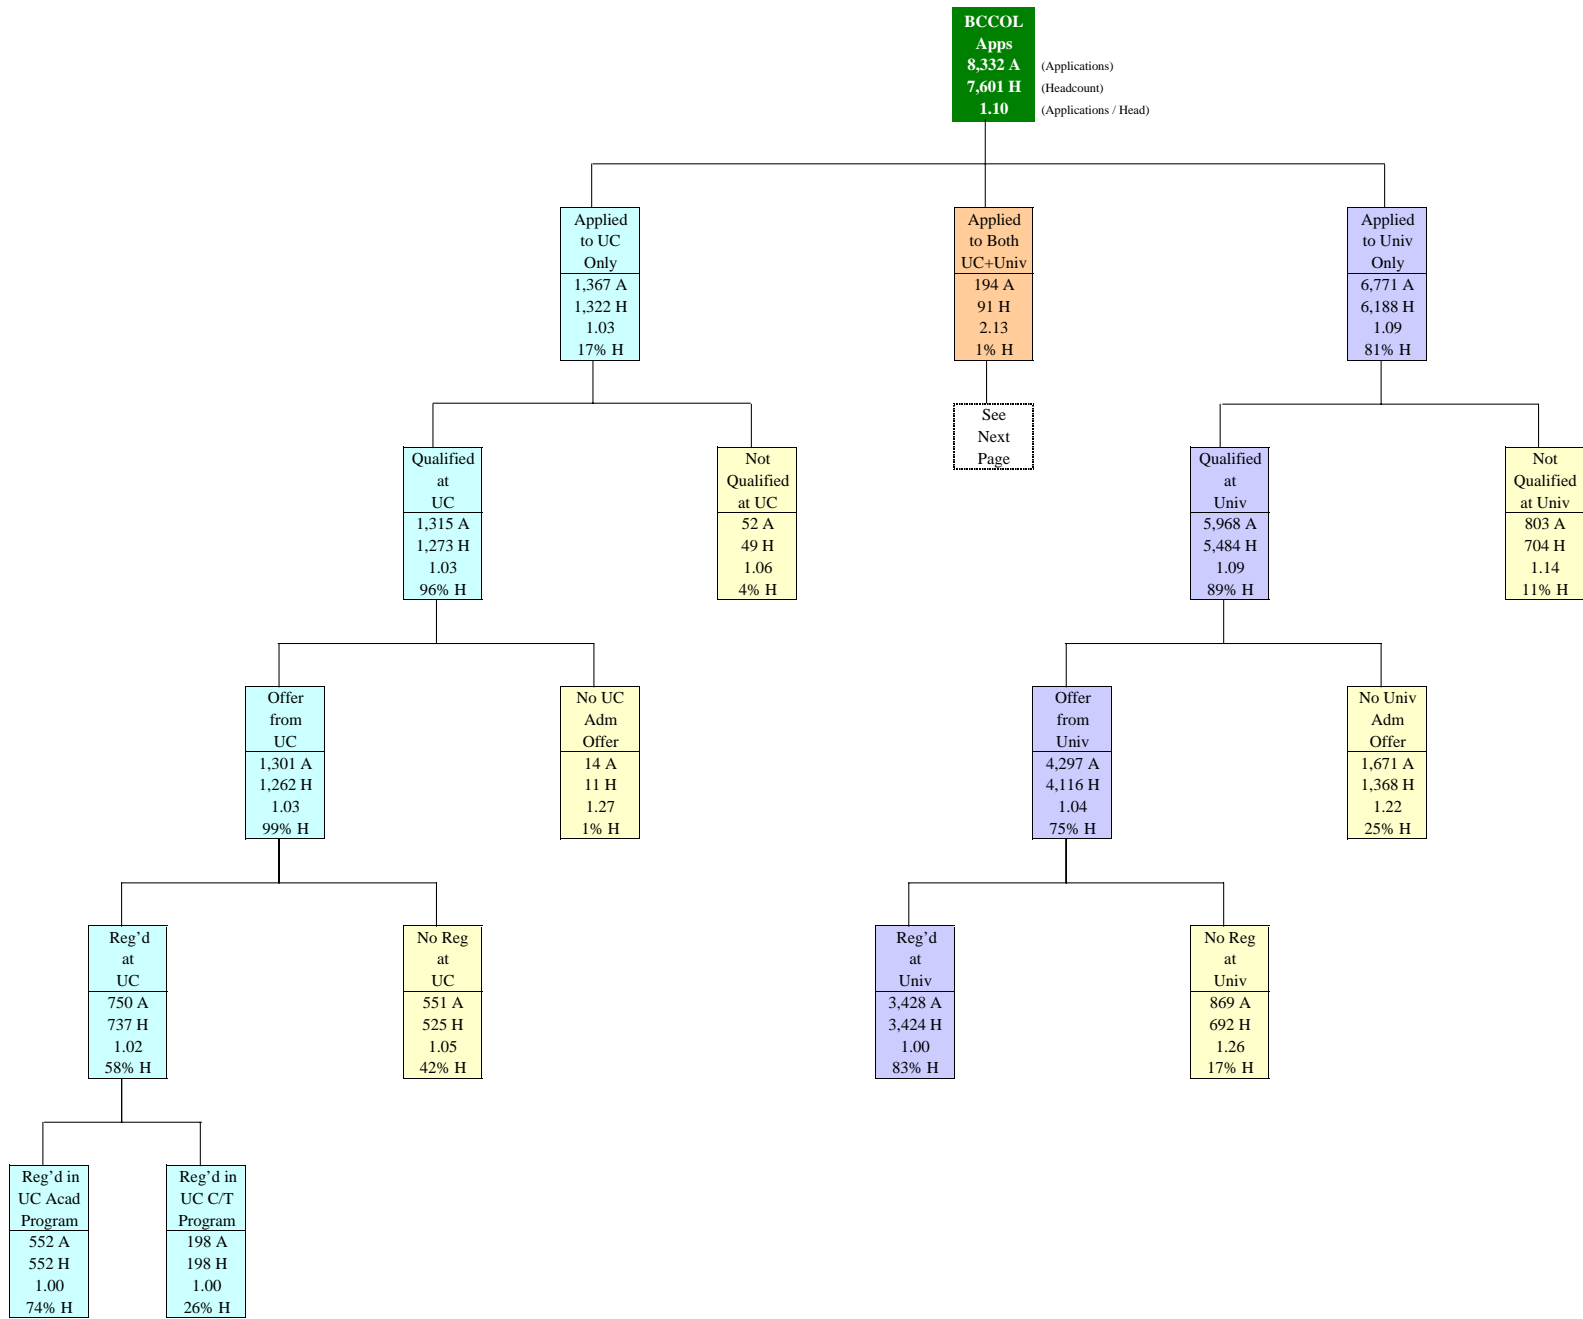 BCCOL
Apps
8,332 A (Applications)
7,601 H (Headcount)
1.10 (Applications / Head)
Applied
to UC
Only
1,367 A
1,322 H
1.03
17% H
Applied
to Both
UC+Univ
194 A
91 H
2.13
1% H
Applied
to Univ
Only
6,771 A
6,188 H
1.09
81% H
See
Next
Page
Qualified
at
UC
1,315 A
1,273 H
1.03
96% H
Not
Qualified
at UC
52 A
49 H
1.06
4% H
Qualified
at
Univ
5,968 A
5,484 H
1.09
89% H
Not
Qualified
at Univ
803 A
704 H
1.14
11% H
Offer
from
UC
1,301 A
1,262 H
1.03
99% H
No UC
Adm
Offer
14 A
11 H
1.27
1% H
Offer
from
Univ
4,297 A
4,116 H
1.04
75% H
No Univ
Adm
Offer
1,671 A
1,368 H
1.22
25% H
Reg’d
at
UC
750 A
737 H
1.02
58% H
No Reg
at
UC
551 A
525 H
1.05
42% H
Reg’d
at
Univ
3,428 A
3,424 H
1.00
83% H
No Reg
at
Univ
869 A
692 H
1.26
17% H
Reg’d in
UC Acad
Program
552 A
552 H
1.00
74% H
Reg’d in
UC C/T
Program
198 A
198 H
1.00
26% H